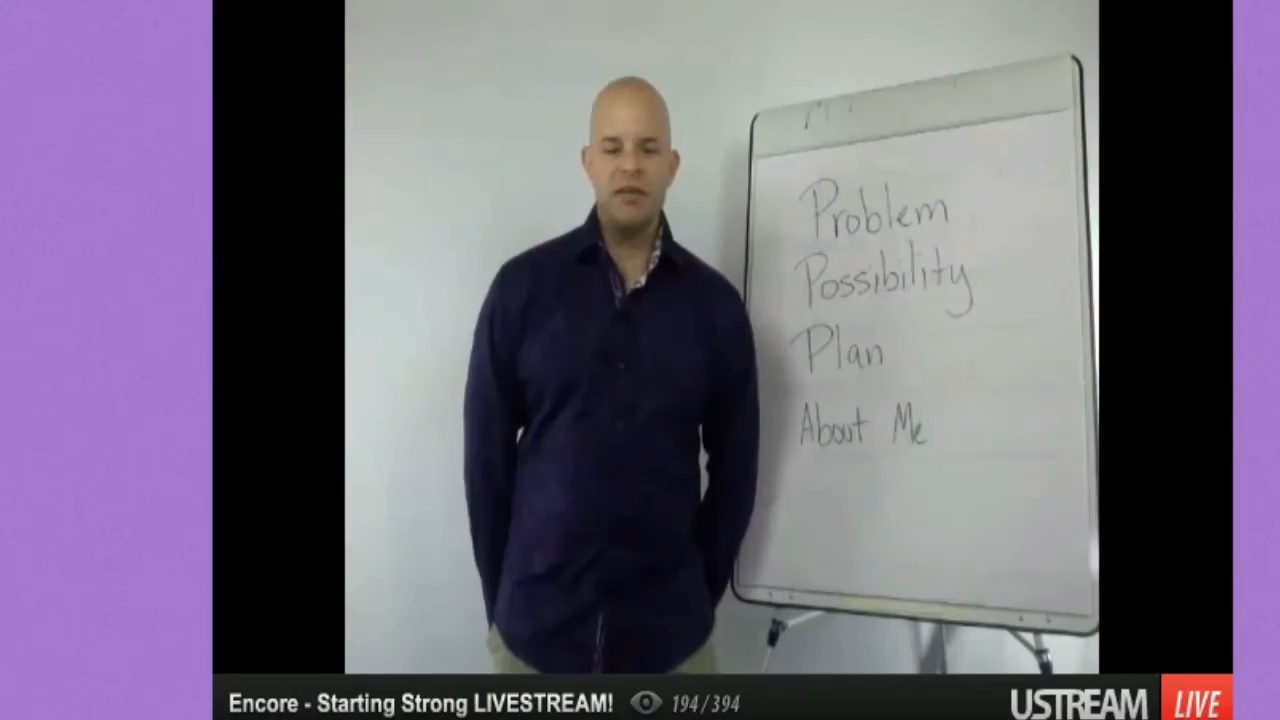 Problem
Possibility
Plan
About Me
Encore - Starting Strong LIVESTREAM! 194/394
USTREAM LIVE